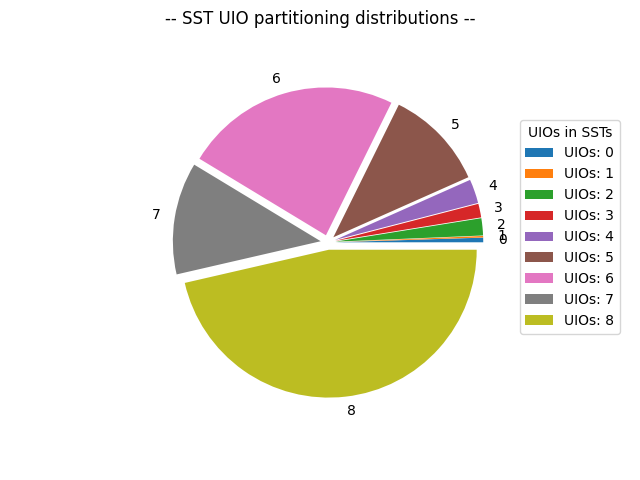 -- SST UIO partitioning distributions --
6
5
4
3
2
1
0
7
8
UIOs in SSTs
UIOs: 0
UIOs: 1
UIOs: 2
UIOs: 3
UIOs: 4
UIOs: 5
UIOs: 6
UIOs: 7
UIOs: 8